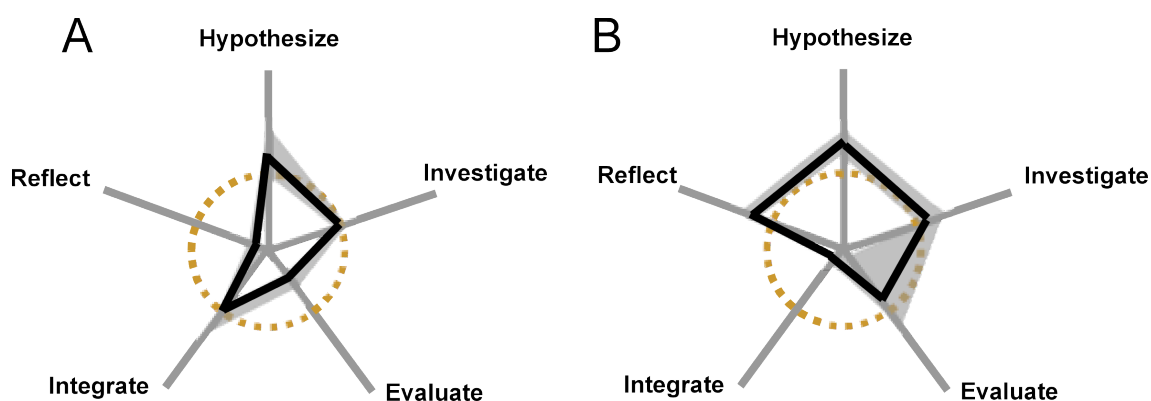 A
Hypothesize
Investigate
Reflect
Integrate
Evaluate
B
Hypothesize
Investigate
Reflect
Integrate
Evaluate